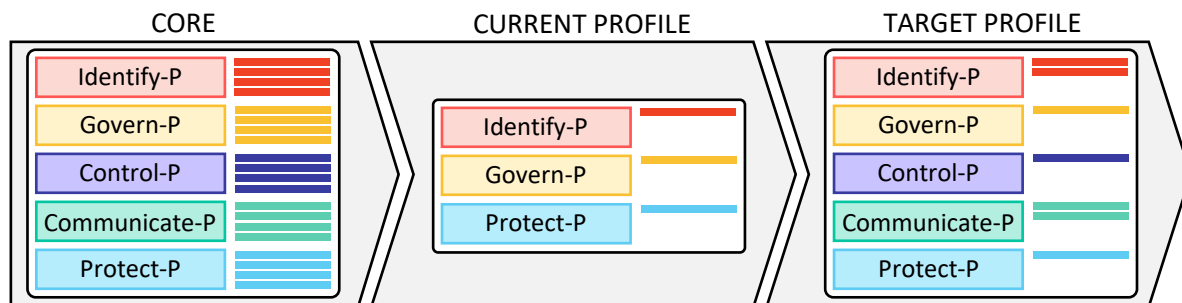 CORE
Identify-P
Govern-P
Control-P
Communicate-P
Protect-P
CURRENT PROFILE
Identify-P
Govern-P
Protect-P
TARGET PROFILE
Identify-P
Govern-P
Control-P
Communicate-P
Protect-P